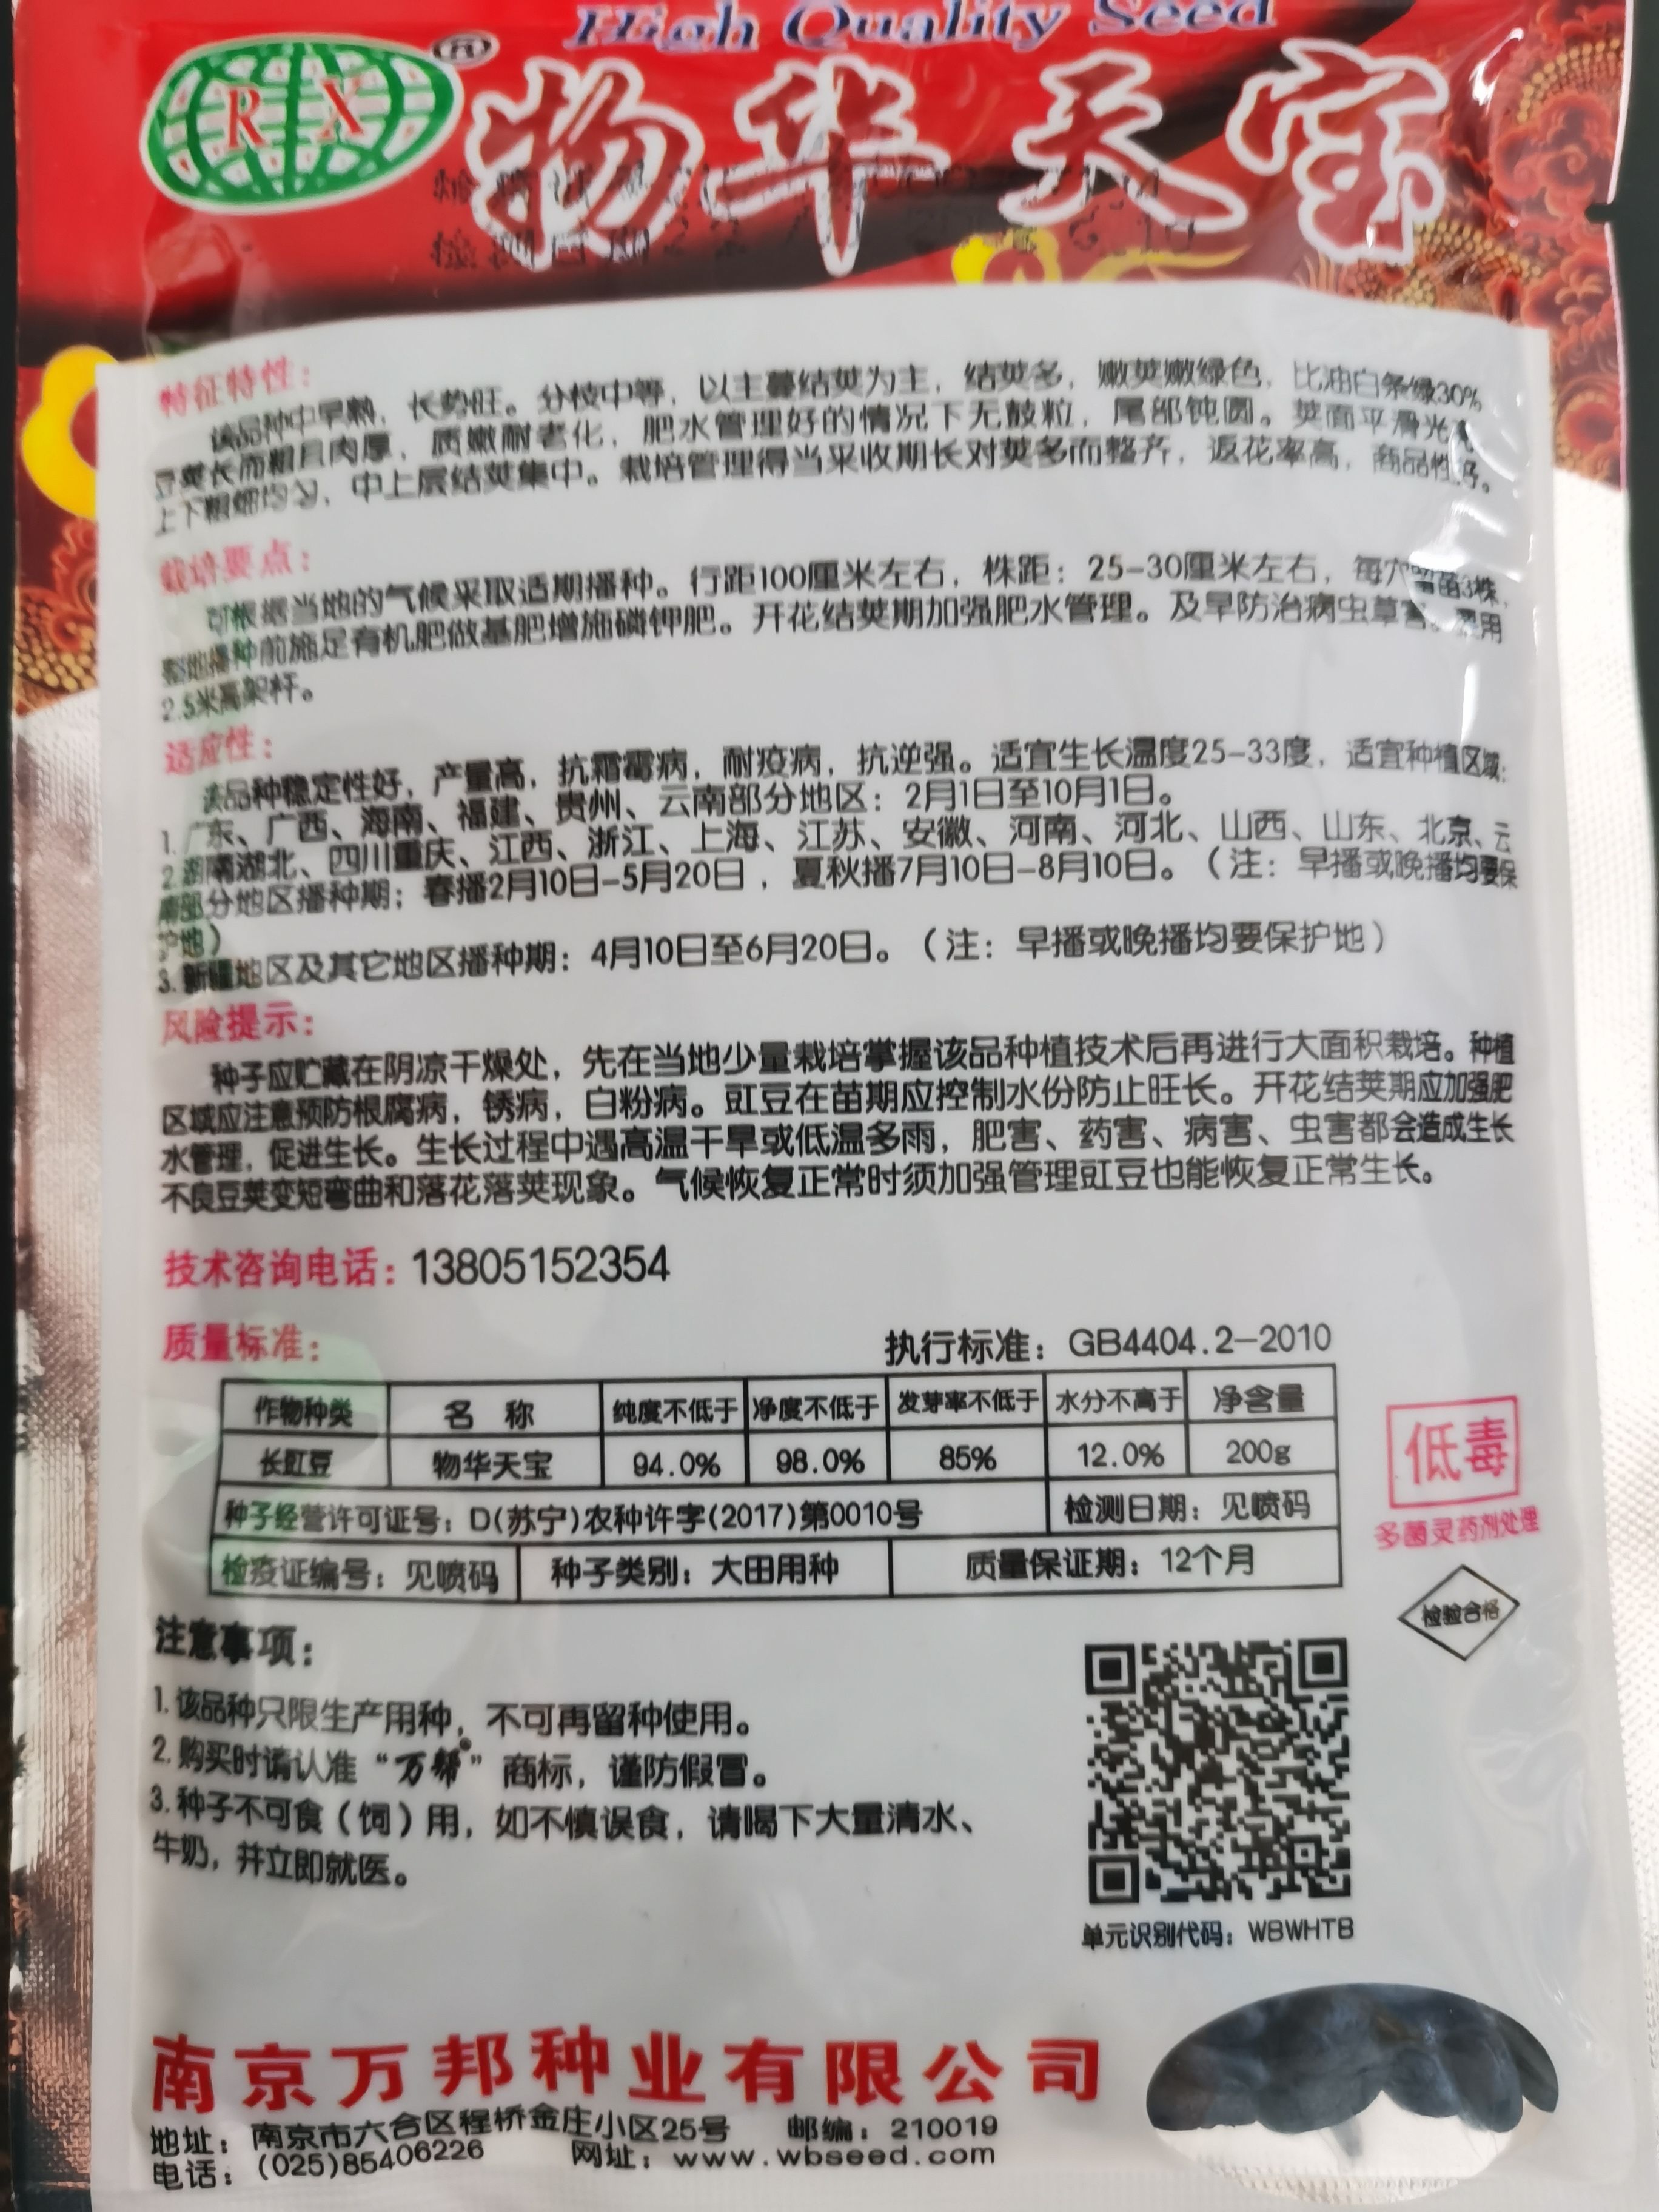 High Quality Seed
R X ®
物华天宝
检测日期
特征特性：
该品种中早熟，长势旺。分枝中等，以主蔓结荚为主，结荚多，嫩荚嫩绿色，比油白条绿30%
豆荚长而粗且肉厚，质嫩耐老化，肥水管理好的情况下无鼓粒，尾部钝圆。荚面平滑光
上下粗细均匀，中上层结荚集中。栽培管理得当采收期长对荚多而整齐，返花率高，商品性好。
栽培要点：
可根据当地的气候采取适期播种。行距100厘米左右，株距：25-30厘米左右，每穴留苗3株，
整地播种前施足有机肥做基肥增施磷钾肥。开花结荚期加强肥水管理。及早防治病虫草害。要用
2.5米高架杆。
适应性：
该品种稳定性好，产量高，抗霜霉病，耐疫病，抗逆强。适宜生长温度25-33度，适宜种植区域：
1.广东、广西、海南、福建、贵州、云南部分地区：2月1日至10月1日。
2.湖南湖北、四川重庆、江西、浙江、上海、江苏、安徽、河南、河北、山西、山东、北京、云
南部分地区播种期；春播2月10日-5月20日，夏秋播7月10日-8月10日。（注：早播或晚播均要保
护地）
3.新疆地区及其它地区播种期：4月10日至6月20日。（注：早播或晚播均要保护地）
风险提示：
种子应贮藏在阴凉干燥处，先在当地少量栽培掌握该品种植技术后再进行大面积栽培。种植
区域应注意预防根腐病，锈病，白粉病。豇豆在苗期应控制水份防止旺长。开花结荚期应加强肥
水管理，促进生长。生长过程中遇高温干旱或低温多雨，肥害、药害、病害、虫害都会造成生长
不良豆荚变短弯曲和落花落荚现象。气候恢复正常时须加强管理豇豆也能恢复正常生长。
技术咨询电话：13805152354
质量标准：
执行标准：GB4404.2-2010
作物种类 名 称 纯度不低于 净度不低于 发芽率不低于 水分不高于 净含量
长豇豆 物华天宝 94.0% 98.0% 85% 12.0% 200g
种子经营许可证号：D(苏宁)农种许字(2017)第0010号 检测日期：见喷码
检疫证编号：见喷码 种子类别：大田用种 质量保证期：12个月
低毒
多菌灵药剂处理
检验合格
注意事项：
1.该品种只限生产用种，不可再留种使用。
2.购买时请认准“万邦”商标，谨防假冒。
3.种子不可食（饲）用，如不慎误食，请喝下大量清水、
牛奶，并立即就医。
单元识别代码：WBWHTB
南京万邦种业有限公司
地址：南京市六合区程桥金庄小区25号 邮编：210019
电话：(025)85406226 网址：www.wbseed.com